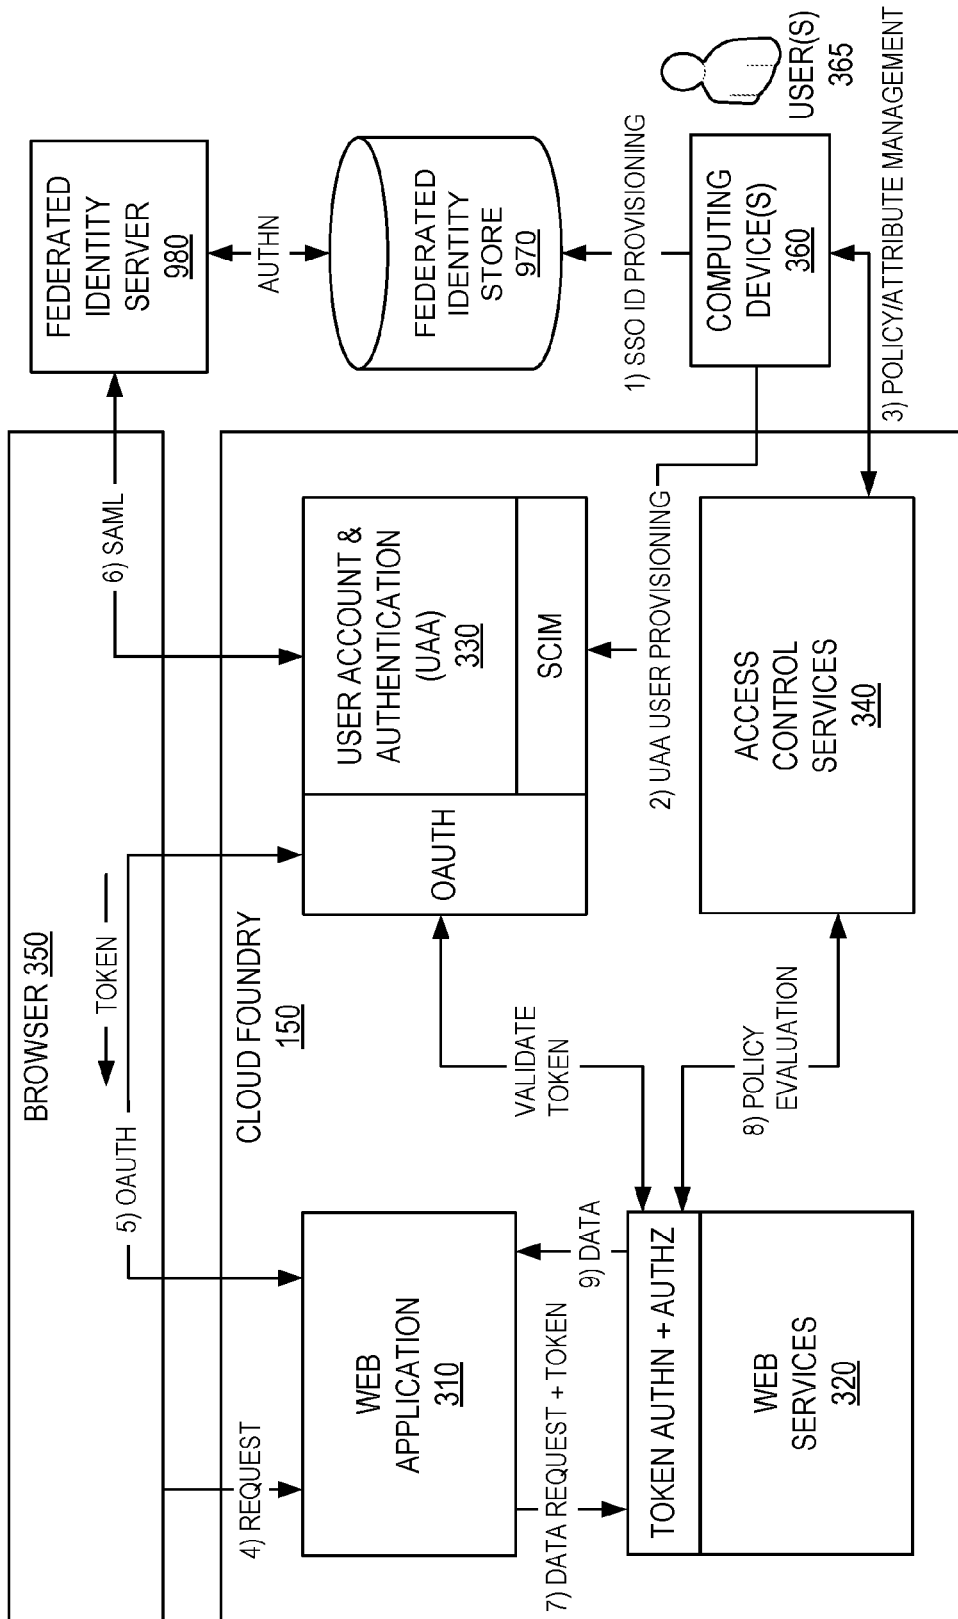 BROWSER 350
5) OAUTH
TOKEN
6) SAML
FEDERATED
IDENTITY
SERVER
980
4) REQUEST
CLOUD FOUNDRY
150
AUTHN
WEB
APPLICATION
310
OAUTH
USER ACCOUNT &
AUTHENTICATION
(UAA)
330
SCIM
FEDERATED
IDENTITY
STORE
970
7) DATA REQUEST + TOKEN
9) DATA
VALIDATE
TOKEN
2) UAA USER PROVISIONING
1) SSO ID PROVISIONING
TOKEN AUTHN + AUTHZ
WEB
SERVICES
320
8) POLICY
EVALUATION
ACCESS
CONTROL
SERVICES
340
COMPUTING
DEVICE(S)
360
USER(S)
365
3) POLICY/ATTRIBUTE MANAGEMENT